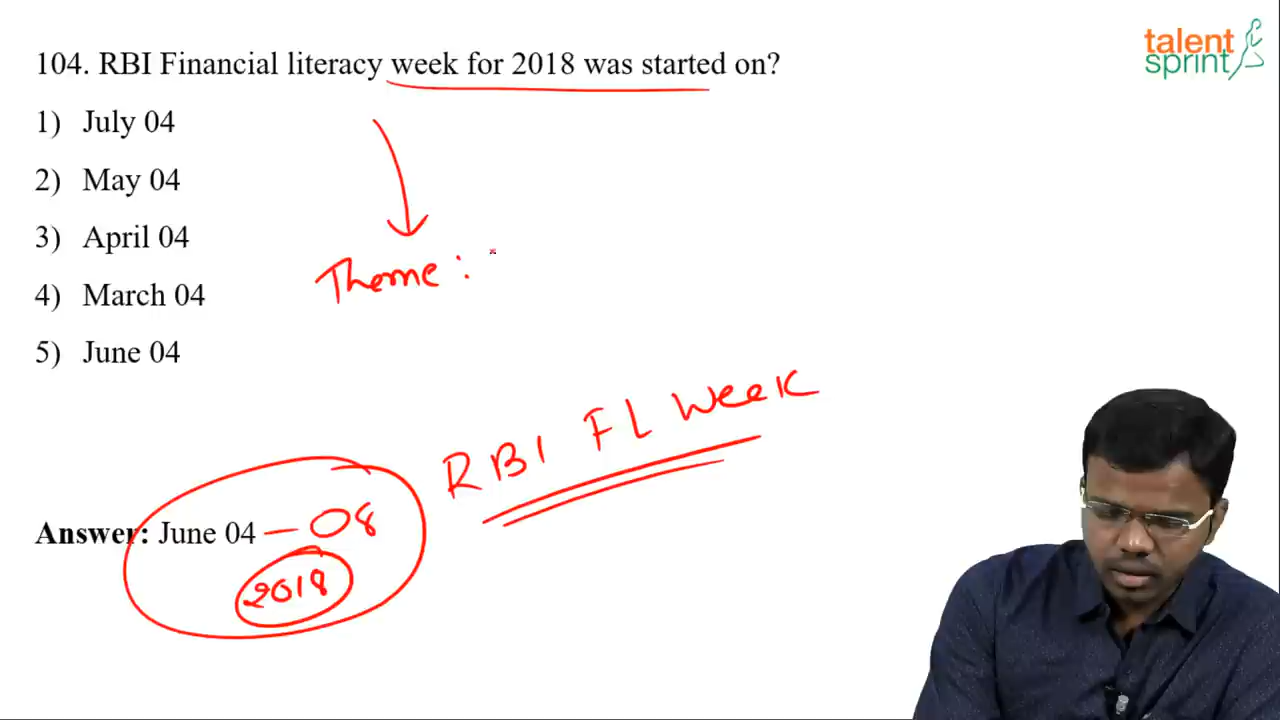 talent
sprint
104. RBI Financial literacy week for 2018 was started on?
1) July 04
2) May 04
3) April 04
4) March 04
5) June 04
Theme :
RBI FL Week
Answer: June 04 — 08
2018